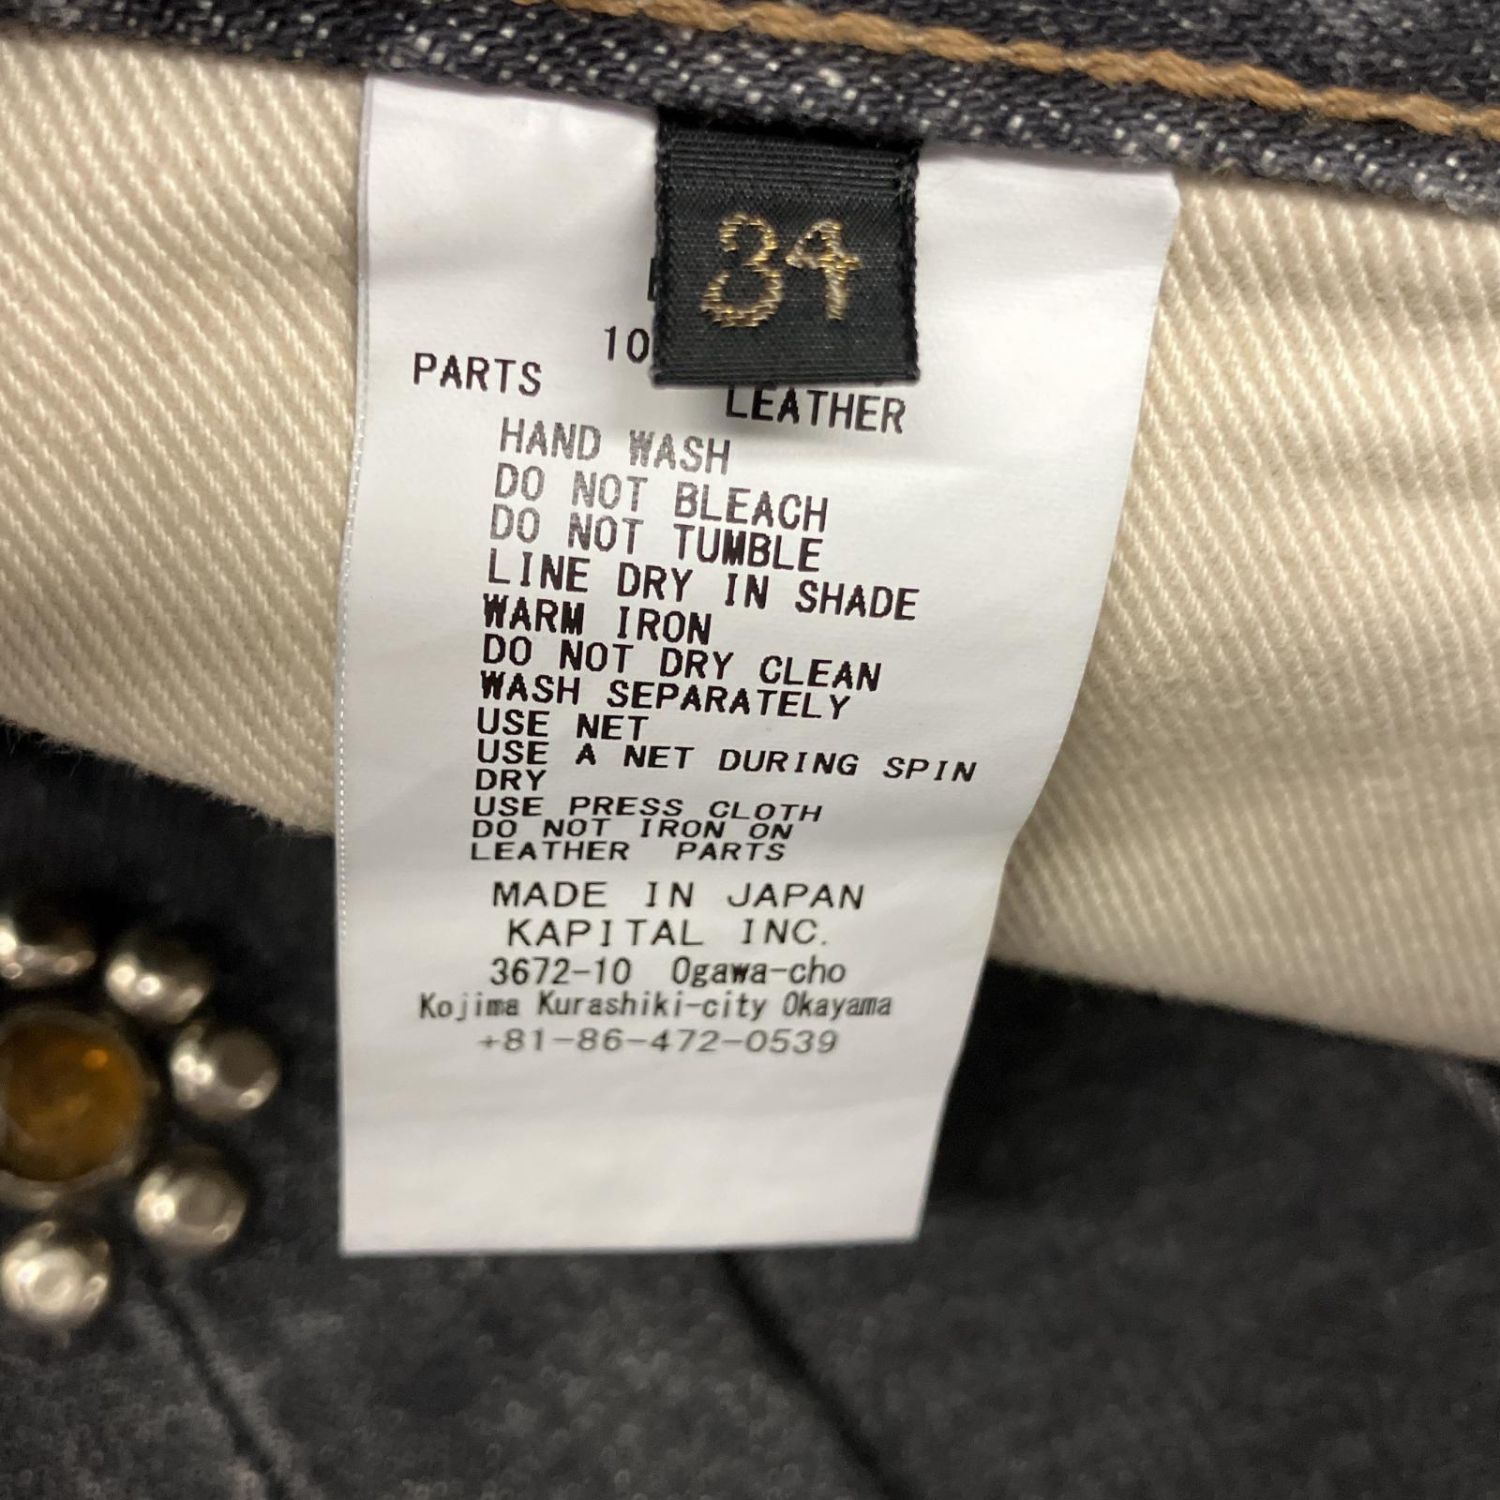 34
10
PARTS LEATHER
HAND WASH
DO NOT BLEACH
DO NOT TUMBLE
LINE DRY IN SHADE
WARM IRON
DO NOT DRY CLEAN
WASH SEPARATELY
USE NET
USE A NET DURING SPIN
DRY
USE PRESS CLOTH
DO NOT IRON ON
LEATHER PARTS
MADE IN JAPAN
KAPITAL INC.
3672-10 Ogawa-cho
Kojima Kurashiki-city Okayama
+81-86-472-0539